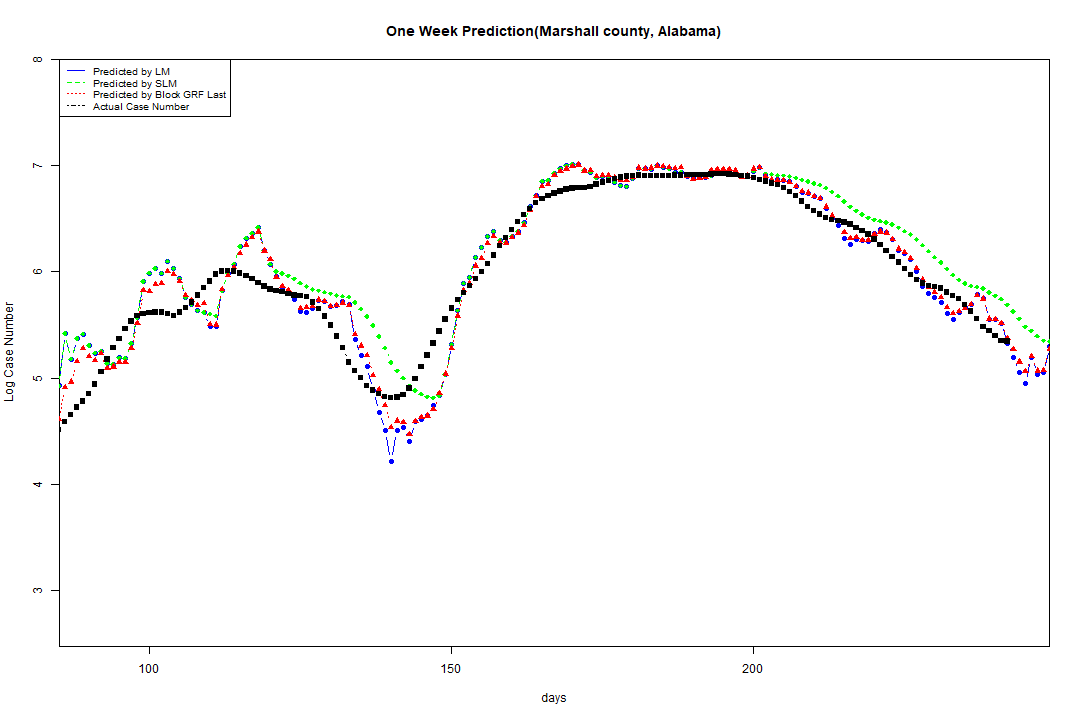 One Week Prediction(Marshall county, Alabama)
Predicted by LM
Predicted by SLM
Predicted by Block GRF Last
Actual Case Number
8
7
6
5
4
3
Log Case Number
100 150 200
days